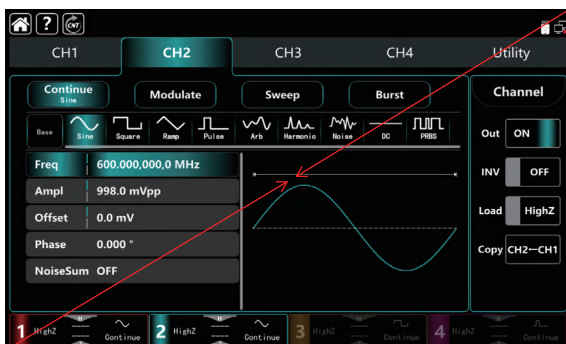 ? CNT
CH1 CH2 CH3 CH4 Utility
Continue
Sine
Modulate Sweep Burst
Channel
Base Sine Square Ramp Pulse Arb Harmonic Noise DC PRBS
Out ON
Freq 600.000,000,0 MHz
Ampl 998.0 mVpp
INV OFF
Offset 0.0 mV
Load HighZ
Phase 0.000 °
Copy CH2←CH1
NoiseSum OFF
1 HighZ Continue 2 HighZ Continue 3 HighZ Continue 4 HighZ Continue